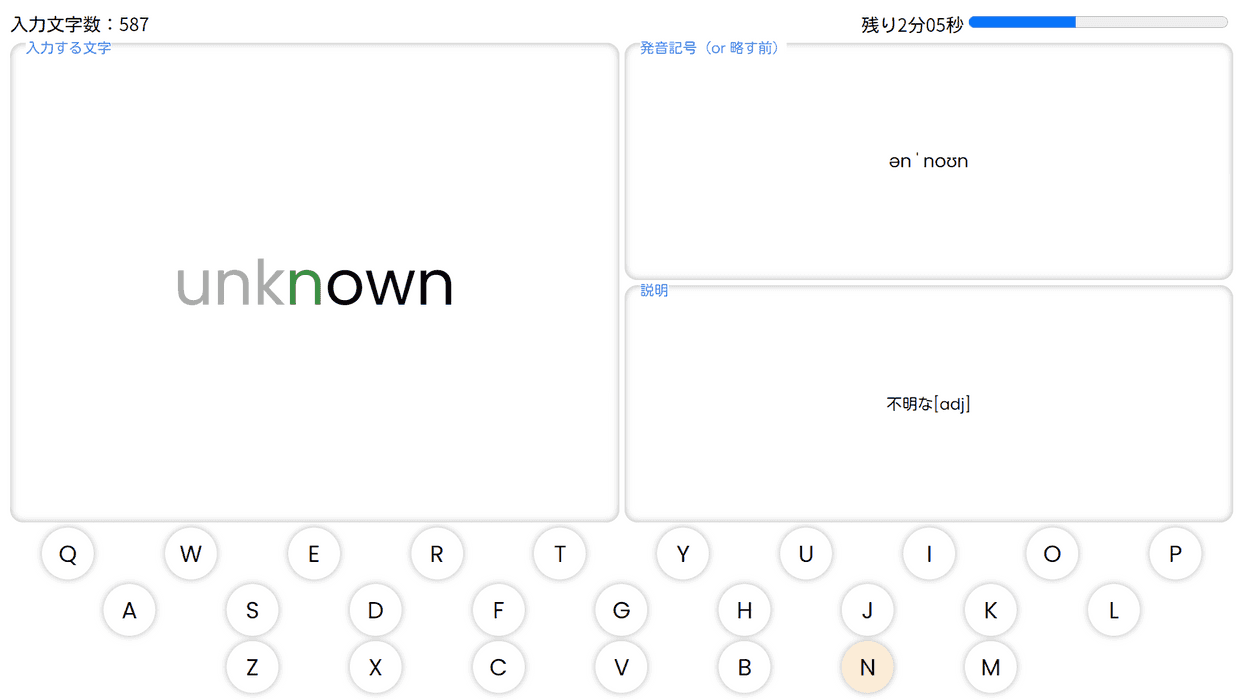 入力文字数：587
残り2分05秒
入力する文字
unknown
発音記号（or 略す前）
ənˈnoʊn
説明
不明な[adj]
Q W E R T Y U I O P
A S D F G H J K L
Z X C V B N M